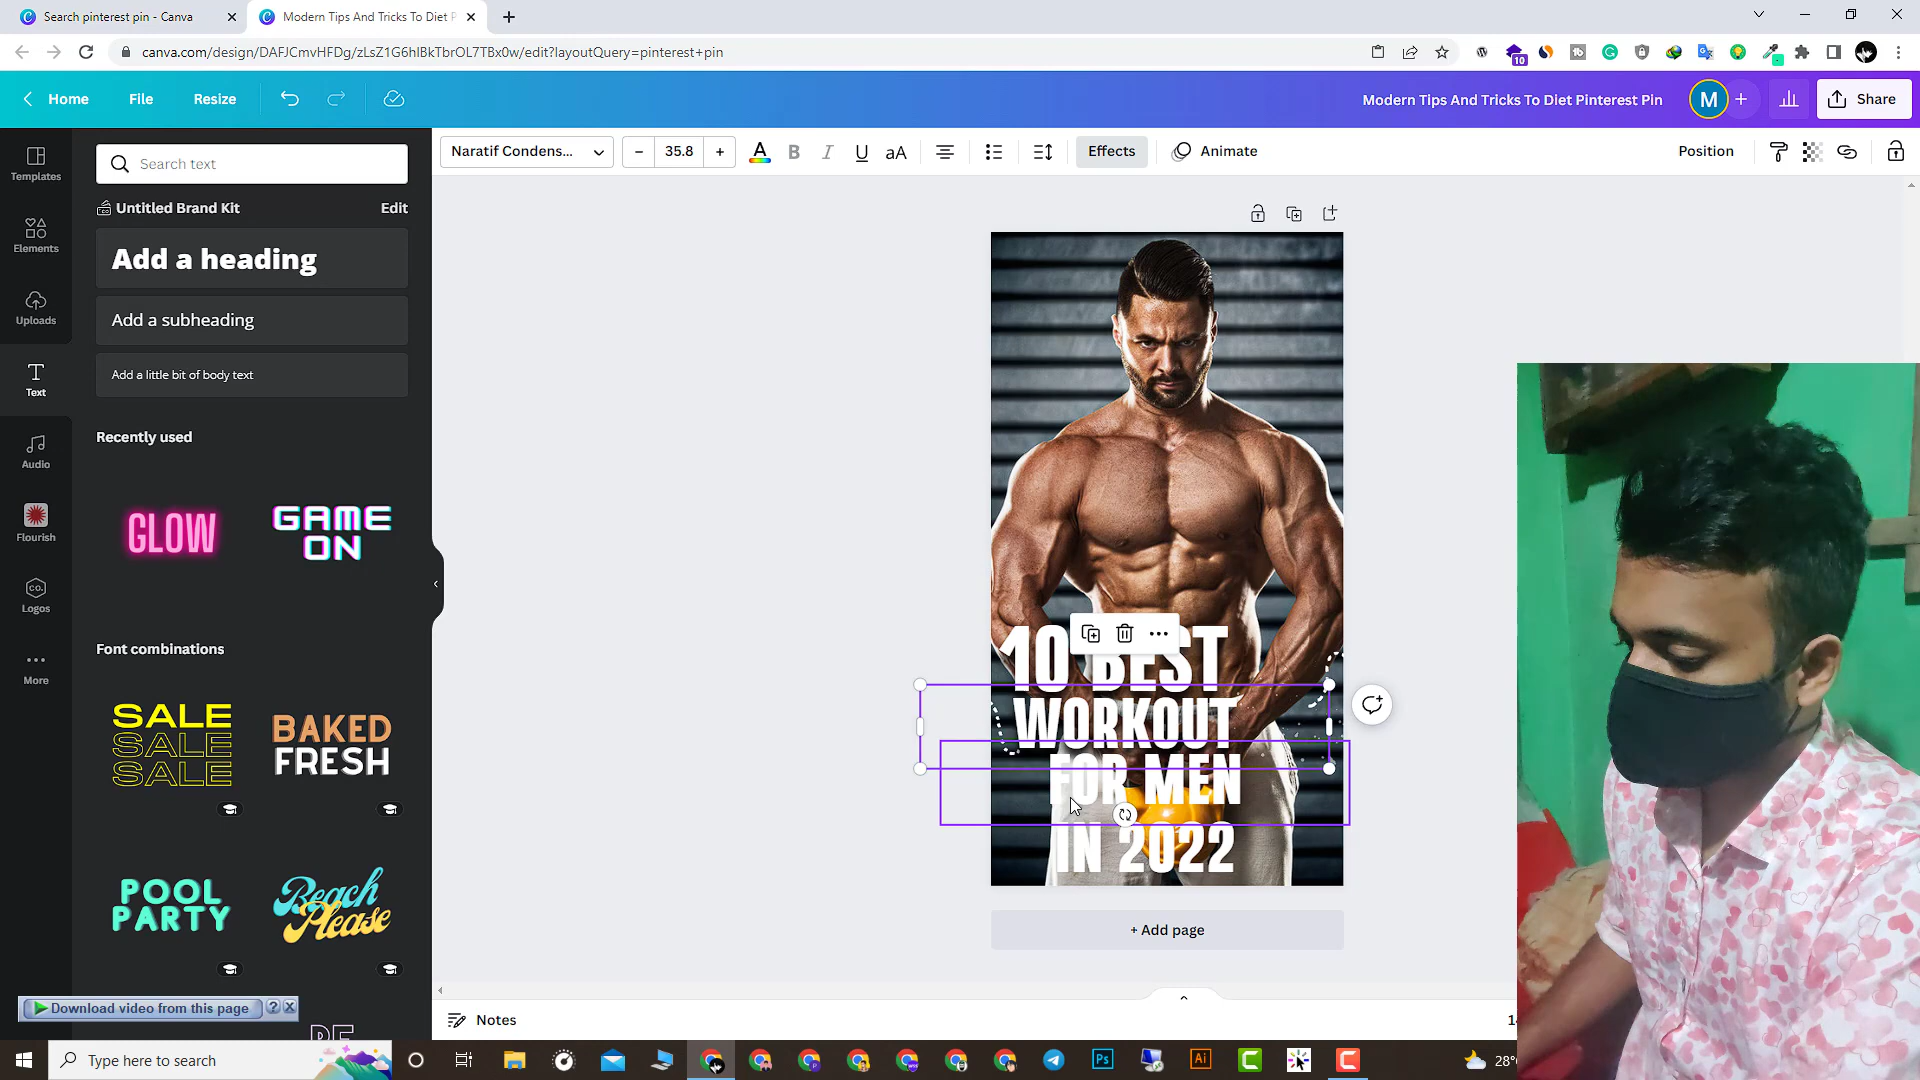 Search pinterest pin - Canva
Modern Tips And Tricks To Diet P
canva.com/design/DAFJCmvHFDg/zLsZ1G6hIBkTbrOL7TBx0w/edit?layoutQuery=pinterest+pin
10
Home
File
Resize
Modern Tips And Tricks To Diet Pinterest Pin
M
Share
Naratif Condens...
35.8
A
B
I
U
aA
Effects
Animate
Position
Templates
Elements
Uploads
Text
Audio
Flourish
Logos
More
Search text
Untitled Brand Kit
Edit
Add a heading
Add a subheading
Add a little bit of body text
Recently used
GLOW
GAME
ON
Font combinations
SALE
SALE
SALE
BAKED
FRESH
POOL
PARTY
Beach
Please
CO.
10 BEST
WORKOUT
FOR MEN
IN 2022
+ Add page
Download video from this page
Notes
Type here to search
Ps
Ai
28°